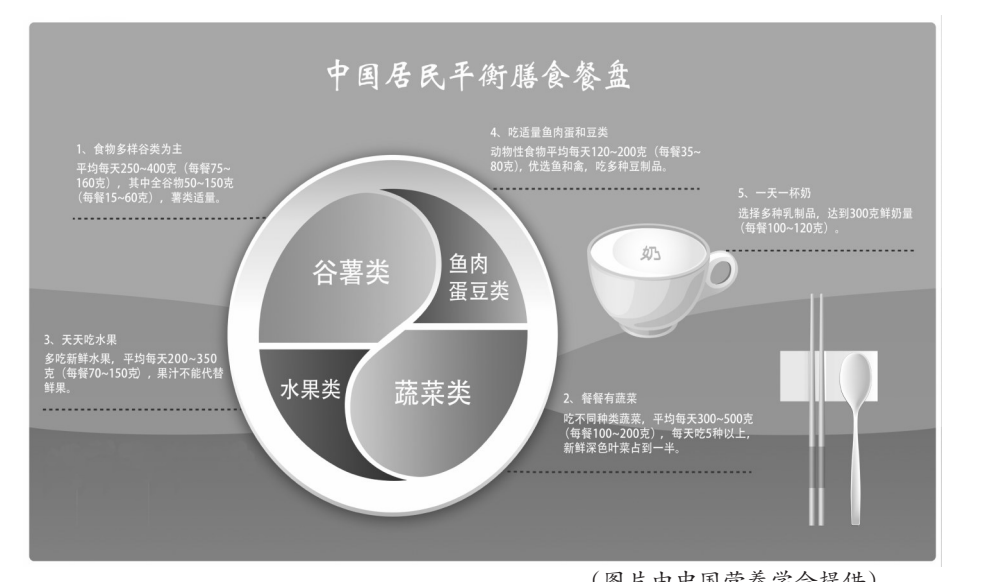 中国居民平衡膳食餐盘
1、食物多样谷类为主
平均每天250~400克（每餐75~
160克），其中全谷物50~150克
（每餐15~60克），薯类适量。
4、吃适量鱼肉蛋和豆类
动物性食物平均每天120~200克（每餐35~
80克），优选鱼和禽，吃多种豆制品。
5、一天一杯奶
选择多种乳制品，达到300克鲜奶量
（每餐100~120克）。
奶
谷薯类
鱼肉
蛋豆类
3、天天吃水果
多吃新鲜水果，平均每天200~350
克（每餐70~150克），果汁不能代替
鲜果。
水果类
蔬菜类
2、餐餐有蔬菜
吃不同种类蔬菜，平均每天300~500克
（每餐100~200克），每天吃5种以上，
新鲜深色叶菜占到一半。
（图片由中国营养学会提供）